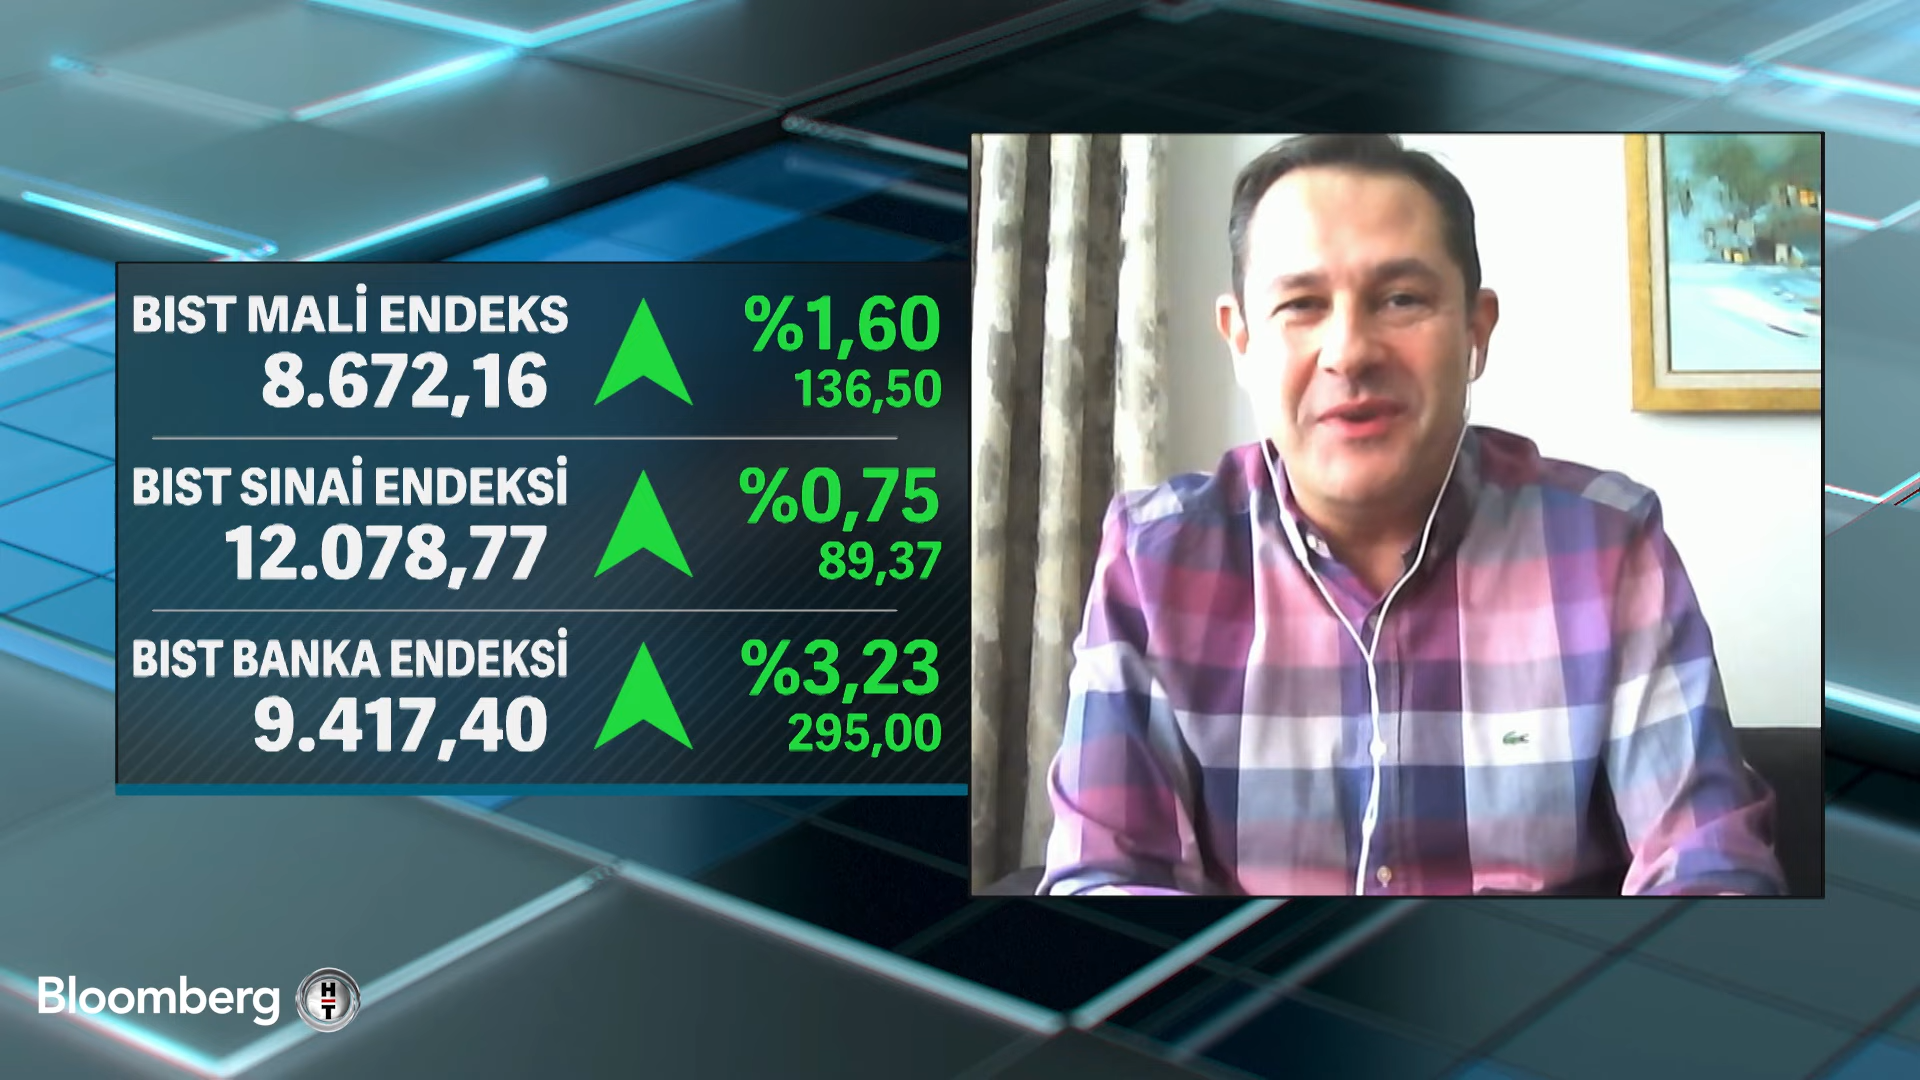 BIST MALİ ENDEKS
8.672,16
%1,60
136,50
BIST SINAİ ENDEKSİ
12.078,77
%0,75
89,37
BIST BANKA ENDEKSİ
9.417,40
%3,23
295,00
Bloomberg HT